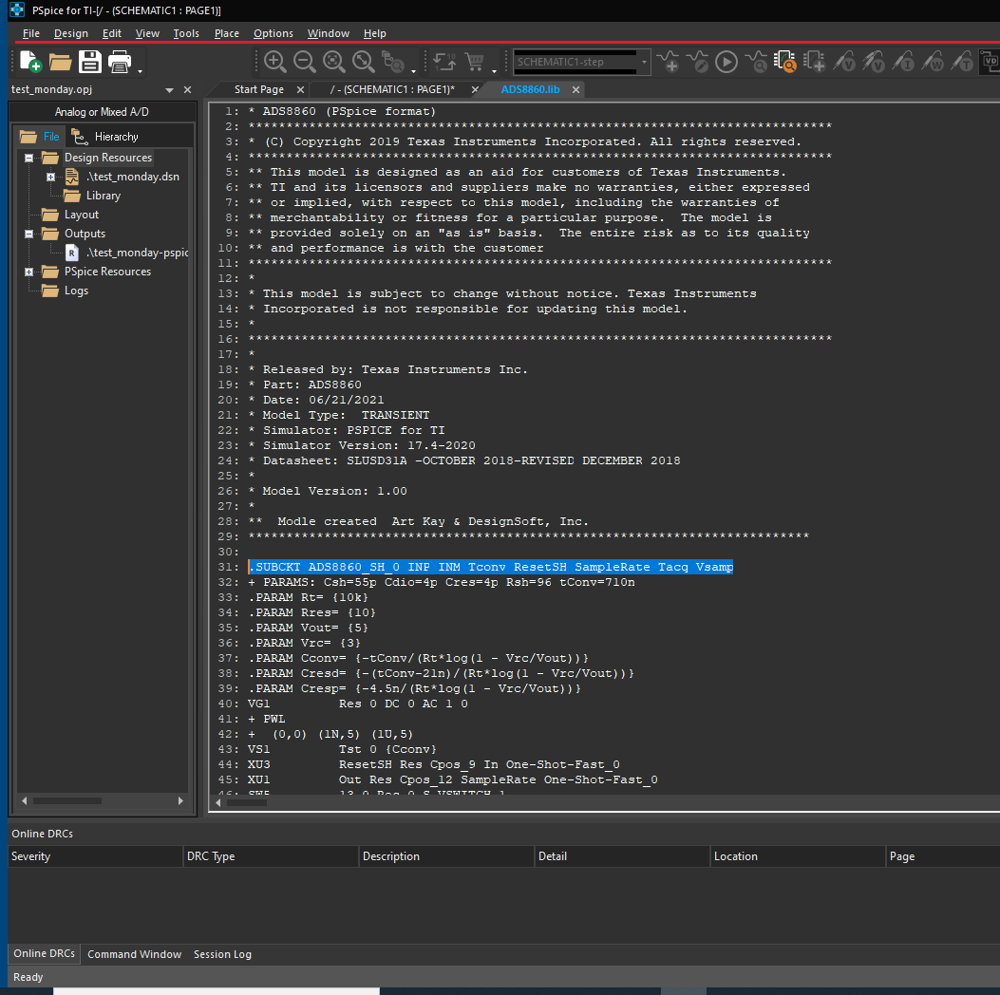 PSpice for TI-[/ - (SCHEMATIC1 : PAGE1)]
File Design Edit View Tools Place Options Window Help
SCHEMATIC1-step
test_monday.opj
Start Page / - (SCHEMATIC1 : PAGE1)* ADS8860.lib
Analog or Mixed A/D
File Hierarchy
Design Resources
.\test_monday.dsn
Library
Layout
Outputs
.\test_monday-pspic
PSpice Resources
Logs
1: * ADS8860 (PSpice format)
2: ******************************************************************************
3: * (C) Copyright 2019 Texas Instruments Incorporated. All rights reserved.
4: ******************************************************************************
5: ** This model is designed as an aid for customers of Texas Instruments.
6: ** TI and its licensors and suppliers make no warranties, either expressed
7: ** or implied, with respect to this model, including the warranties of
8: ** merchantability or fitness for a particular purpose.  The model is
9: ** provided solely on an "as is" basis.  The entire risk as to its quality
10: ** and performance is with the customer
11: ******************************************************************************
12: *
13: * This model is subject to change without notice. Texas Instruments
14: * Incorporated is not responsible for updating this model.
15: *
16: ******************************************************************************
17: *
18: * Released by: Texas Instruments Inc.
19: * Part: ADS8860
20: * Date: 06/21/2021
21: * Model Type:  TRANSIENT
22: * Simulator: PSPICE for TI
23: * Simulator Version: 17.4-2020
24: * Datasheet: SLUSD31A -OCTOBER 2018-REVISED DECEMBER 2018
25: *
26: * Model Version: 1.00
27: *
28: **  Modle created  Art Kay & DesignSoft, Inc.
29: ***************************************************************************
30:
31: .SUBCKT ADS8860_SH_0 INP INM Tconv ResetSH SampleRate Tacq Vsamp
32: + PARAMS: Csh=55p Cdio=4p Cres=4p Rsh=96 tConv=710n
33: .PARAM Rt= {10k}
34: .PARAM Rres= {10}
35: .PARAM Vout= {5}
36: .PARAM Vrc= {3}
37: .PARAM Cconv= {-tConv/(Rt*log(1 - Vrc/Vout))}
38: .PARAM Cresd= {-(tConv-21n)/(Rt*log(1 - Vrc/Vout))}
39: .PARAM Cresp= {-4.5n/(Rt*log(1 - Vrc/Vout))}
40: VG1 Res 0 DC 0 AC 1 0
41: + PWL
42: +  (0,0) (1N,5) (1U,5)
43: VS1 Tst 0 {Cconv}
44: XU3 ResetSH Res Cpos_9 In One-Shot-Fast_0
45: XU1 Out Res Cpos_12 SampleRate One-Shot-Fast_0
Online DRCs
Severity DRC Type Description Detail Location Page
Online DRCs Command Window Session Log
Ready